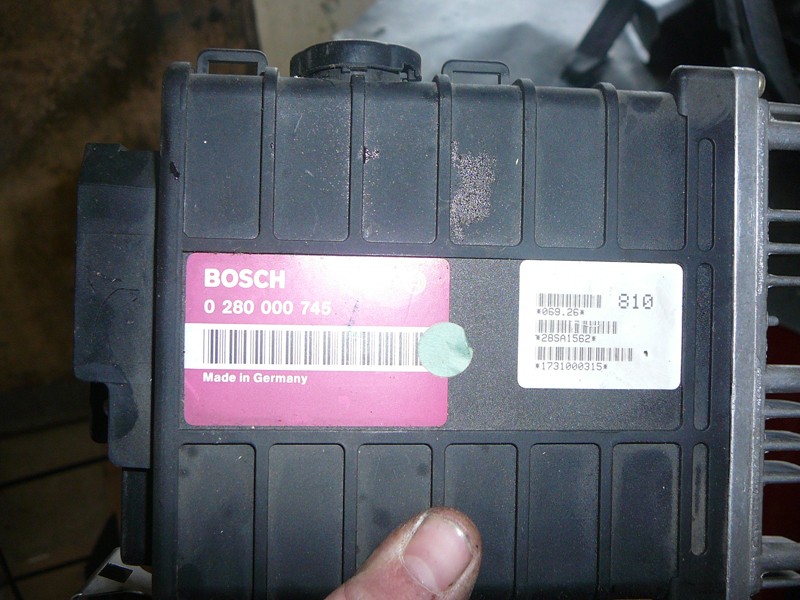 BOSCH
0 280 000 745
Made in Germany
810
*069.26*
*28SA1562*
*1731000315*